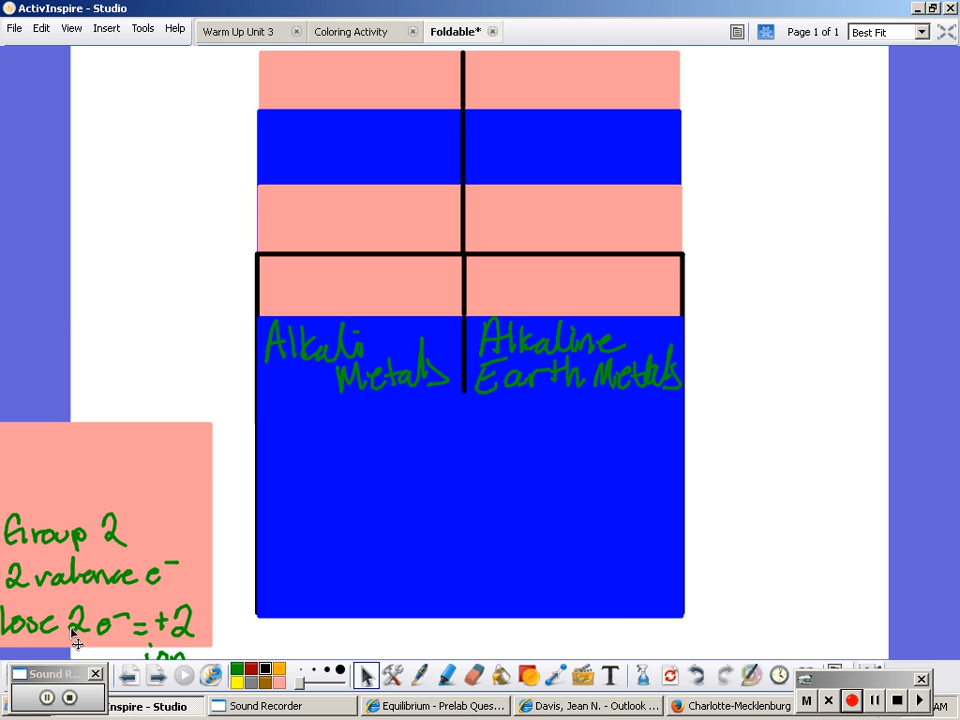 ActivInspire - Studio
File Edit View Insert Tools Help
Warm Up Unit 3 Coloring Activity Foldable* Page 1 of 1 Best Fit
Alkali Metals
Alkaline Earth Metals
Group 2
2 valence e⁻
lose 2 e⁻ = +2
ion
Sound R...
Inspire - Studio Sound Recorder Equilibrium - Prelab Ques... Davis, Jean N. - Outlook ... Charlotte-Mecklenburg AM
M